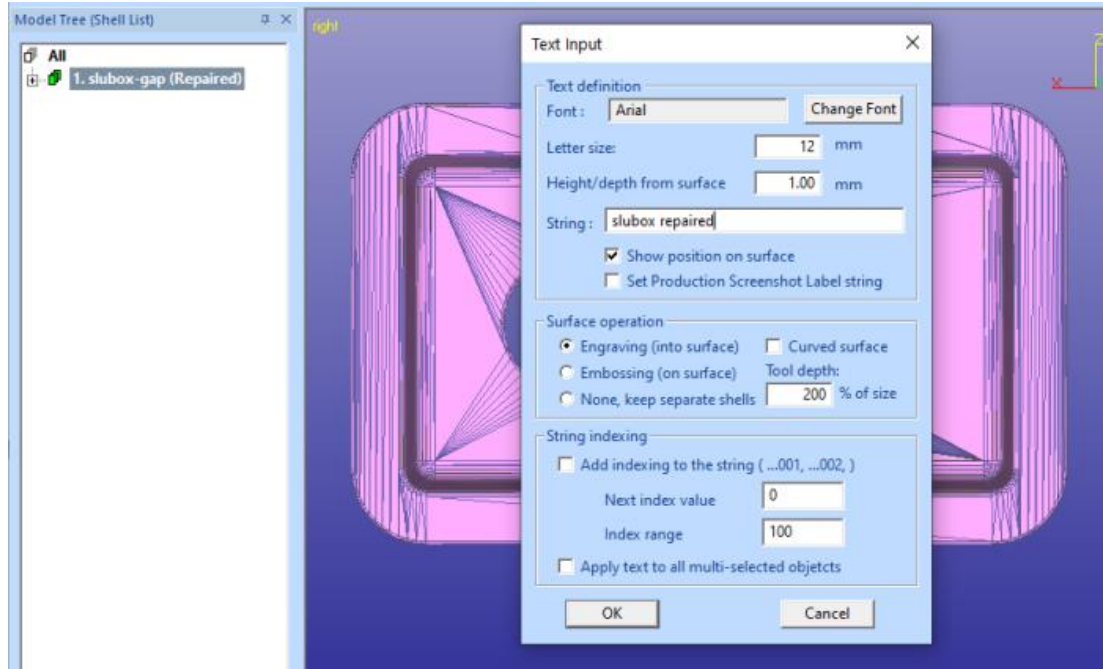 Model Tree (Shell List)
All
1. slubox-gap (Repaired)
right
z
x
Text Input
Text definition
Font : Arial Change Font
Letter size: 12 mm
Height/depth from surface 1.00 mm
String : slubox repaired
Show position on surface
Set Production Screenshot Label string
Surface operation
Engraving (into surface) Curved surface
Embossing (on surface) Tool depth:
None, keep separate shells 200 % of size
String indexing
Add indexing to the string ( ...001, ...002, )
Next index value 0
Index range 100
Apply text to all multi-selected objetcts
OK Cancel